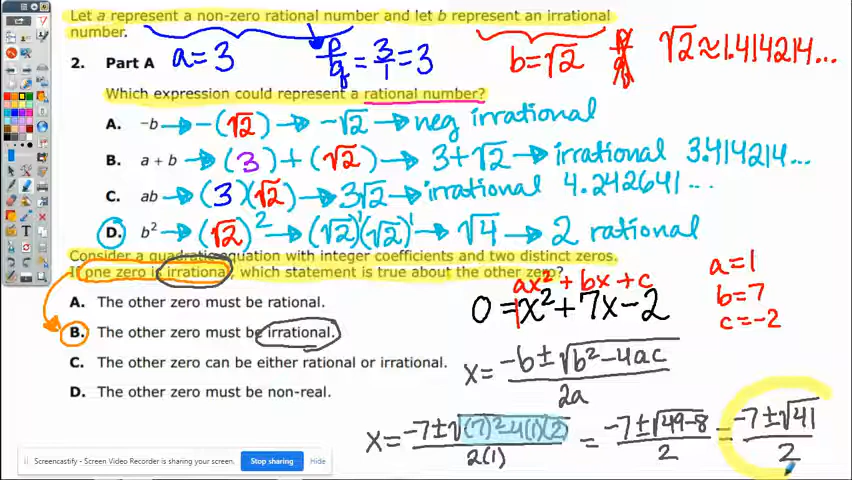 Let a represent a non-zero rational number and let b represent an irrational
number.
a = 3 p/q = 3/1 = 3 b = √2 p/q √2 ≈ 1.414214...
2. Part A
Which expression could represent a rational number?
A. −b → −(√2) → −√2 → neg irrational
B. a + b → (3) + (√2) → 3+√2 → irrational 3.414214...
C. ab → (3)(√2) → 3√2 → irrational 4.242641...
D. b² → (√2)² → (√2)¹(√2)¹ → √4 → 2 rational
Consider a quadratic equation with integer coefficients and two distinct zeros.
If one zero is irrational, which statement is true about the other zero?
A. The other zero must be rational.
B. The other zero must be irrational.
C. The other zero can be either rational or irrational.
D. The other zero must be non-real.
ax² + bx + c
0 = 1x² + 7x − 2
a = 1
b = 7
c = −2
x = (−b ± √(b² − 4ac))/2a
x = (−7 ± √((7)² − 4(1)(2)))/2(1) = (−7 ± √(49−8))/2 = (−7 ± √41)/2
Screencastify - Screen Video Recorder is sharing your screen. Stop sharing Hide